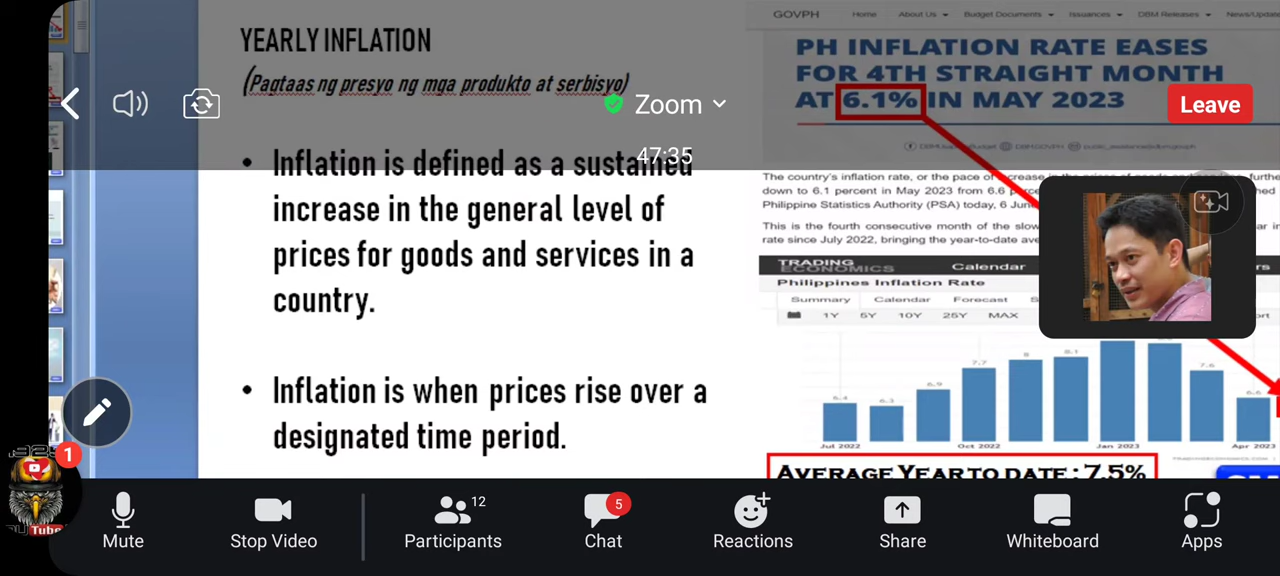 YEARLY INFLATION
(Pagtaas ng presyo ng mga produkto at serbisyo)
• Inflation is defined as a sustained
increase in the general level of
prices for goods and services in a
country.
• Inflation is when prices rise over a
designated time period.
Zoom
47:35
Leave
GOVPH Home About Us Budget Documents Issuances DBM Releases
PH INFLATION RATE EASES
FOR 4TH STRAIGHT MONTH
AT 6.1% IN MAY 2023
The country's inflation rate, or the pace of
down to 6.1 percent in May 2023 from 6.6
Philippine Statistics Authority (PSA) today, 6
This is the fourth consecutive month of the
rate since July 2022, bringing the year-to-date
TRADING
ECONOMICS
Calendar
Philippines Inflation Rate
Summary Calendar Forecast
1Y 5Y 10Y 25Y MAX
6.4 6.3 6.9 7.7 8 8.1 7.6 6.6
Jul 2022 Oct 2022 Jan 2023 Apr 2023
AVERAGE YEAR TO DATE : 7.5%
1
Tube
12
5
Mute
Stop Video
Participants
Chat
Reactions
Share
Whiteboard
Apps